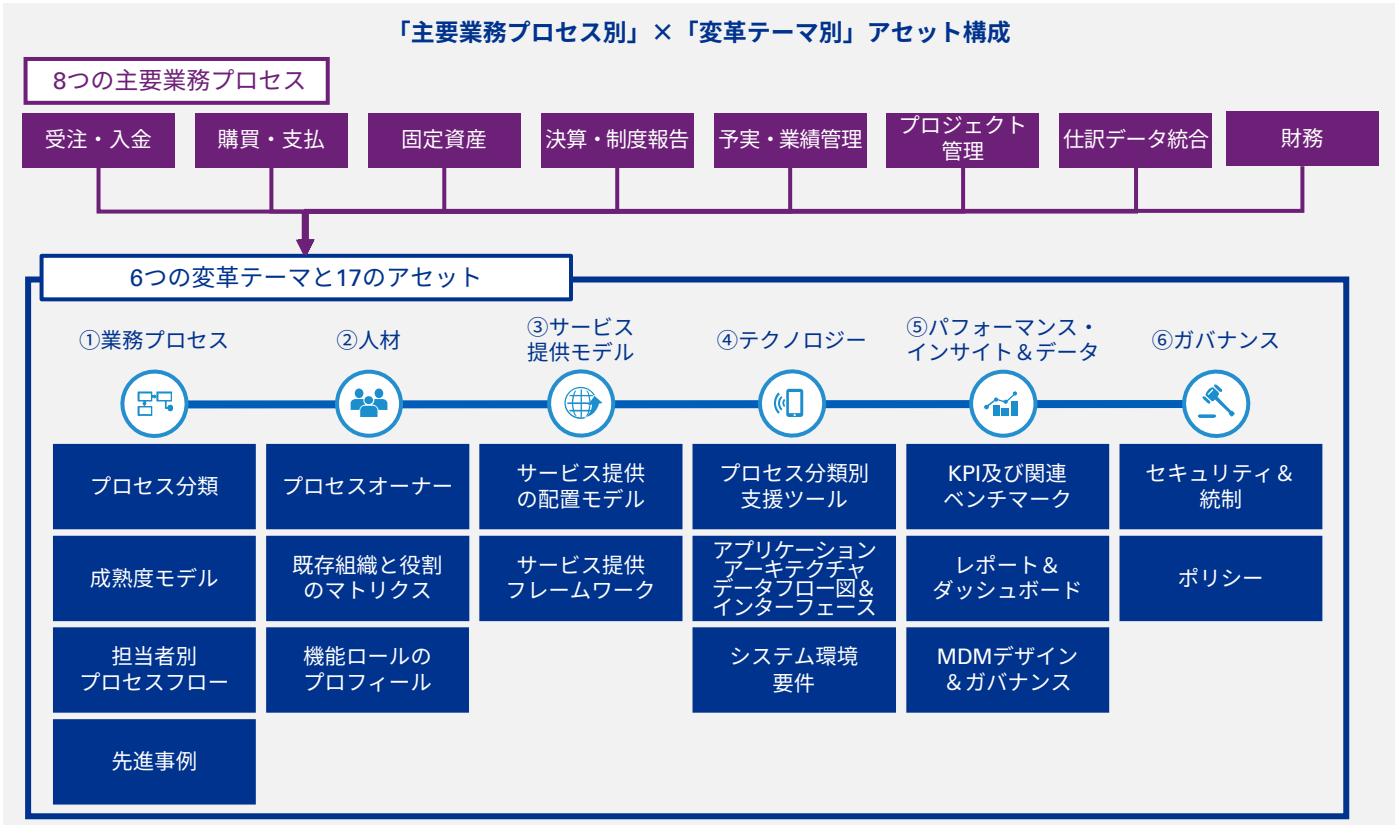 「主要業務プロセス別」×「変革テーマ別」アセット構成
8つの主要業務プロセス
受注・入金
購買・支払
固定資産
決算・制度報告
予実・業績管理
プロジェクト
管理
仕訳データ統合
財務
6つの変革テーマと17のアセット
①業務プロセス
②人材
③サービス
提供モデル
④テクノロジー
⑤パフォーマンス・
インサイト＆データ
⑥ガバナンス
プロセス分類
プロセスオーナー
サービス提供
の配置モデル
プロセス分類別
支援ツール
KPI及び関連
ベンチマーク
セキュリティ＆
統制
成熟度モデル
既存組織と役割
のマトリクス
サービス提供
フレームワーク
アプリケーション
アーキテクチャ
データフロー図＆
インターフェース
レポート＆
ダッシュボード
ポリシー
担当者別
プロセスフロー
機能ロールの
プロフィール
システム環境
要件
MDMデザイン
＆ガバナンス
先進事例